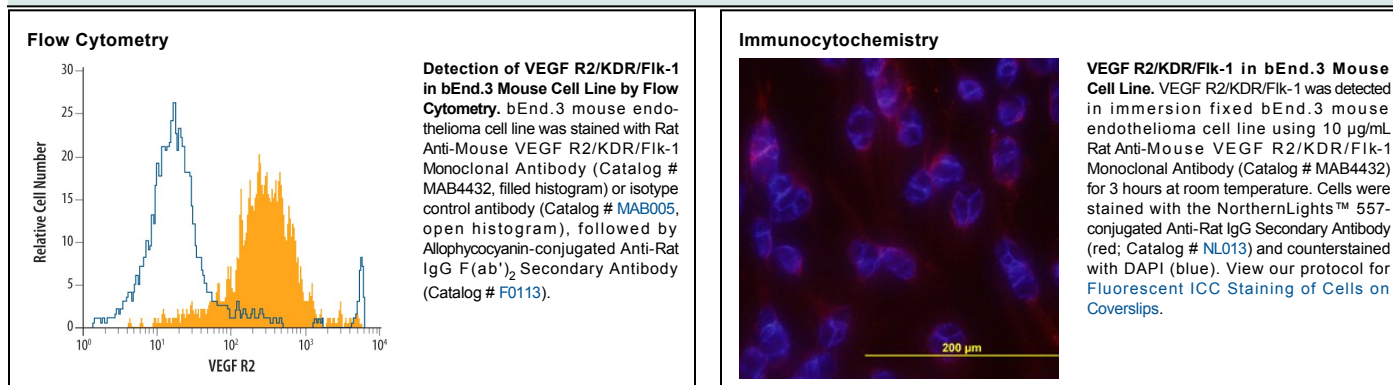 Flow Cytometry
30
25
20
15
10
5
0
Relative Cell Number
10⁰ 10¹ 10² 10³ 10⁴
VEGF R2
Detection of VEGF R2/KDR/Flk-1
in bEnd.3 Mouse Cell Line by Flow
Cytometry. bEnd.3 mouse endo-
thelioma cell line was stained with Rat
Anti-Mouse VEGF R2/KDR/Flk-1
Monoclonal Antibody (Catalog #
MAB4432, filled histogram) or isotype
control antibody (Catalog # MAB005,
open histogram), followed by
Allophycocyanin-conjugated Anti-Rat
IgG F(ab')₂ Secondary Antibody
(Catalog # F0113).
Immunocytochemistry
200 µm
VEGF R2/KDR/Flk-1 in bEnd.3 Mouse
Cell Line. VEGF R2/KDR/Flk-1 was detected
in immersion fixed bEnd.3 mouse
endothelioma cell line using 10 µg/mL
Rat Anti-Mouse VEGF R2/KDR/Flk-1
Monoclonal Antibody (Catalog # MAB4432)
for 3 hours at room temperature. Cells were
stained with the NorthernLights™ 557-
conjugated Anti-Rat IgG Secondary Antibody
(red; Catalog # NL013) and counterstained
with DAPI (blue). View our protocol for
Fluorescent ICC Staining of Cells on
Coverslips.